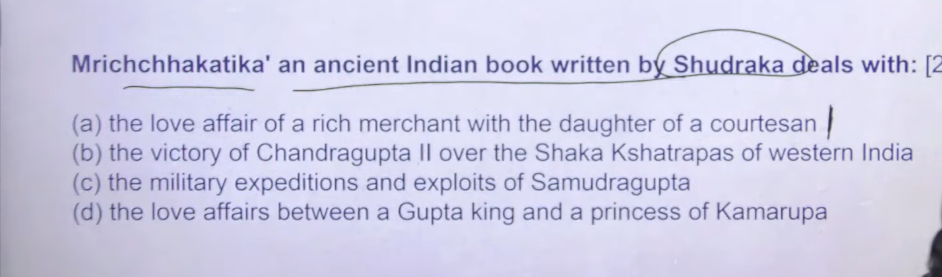 Mrichchhakatika' an ancient Indian book written by Shudraka deals with: [2
(a) the love affair of a rich merchant with the daughter of a courtesan
(b) the victory of Chandragupta II over the Shaka Kshatrapas of western India
(c) the military expeditions and exploits of Samudragupta
(d) the love affairs between a Gupta king and a princess of Kamarupa